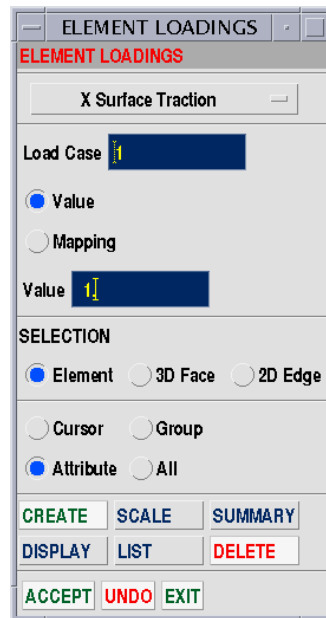 ELEMENT LOADINGS
ELEMENT LOADINGS
X Surface Traction
Load Case 1
Value
Mapping
Value 1.
SELECTION
Element 3D Face 2D Edge
Cursor Group
Attribute All
CREATE SCALE SUMMARY
DISPLAY LIST DELETE
ACCEPT UNDO EXIT